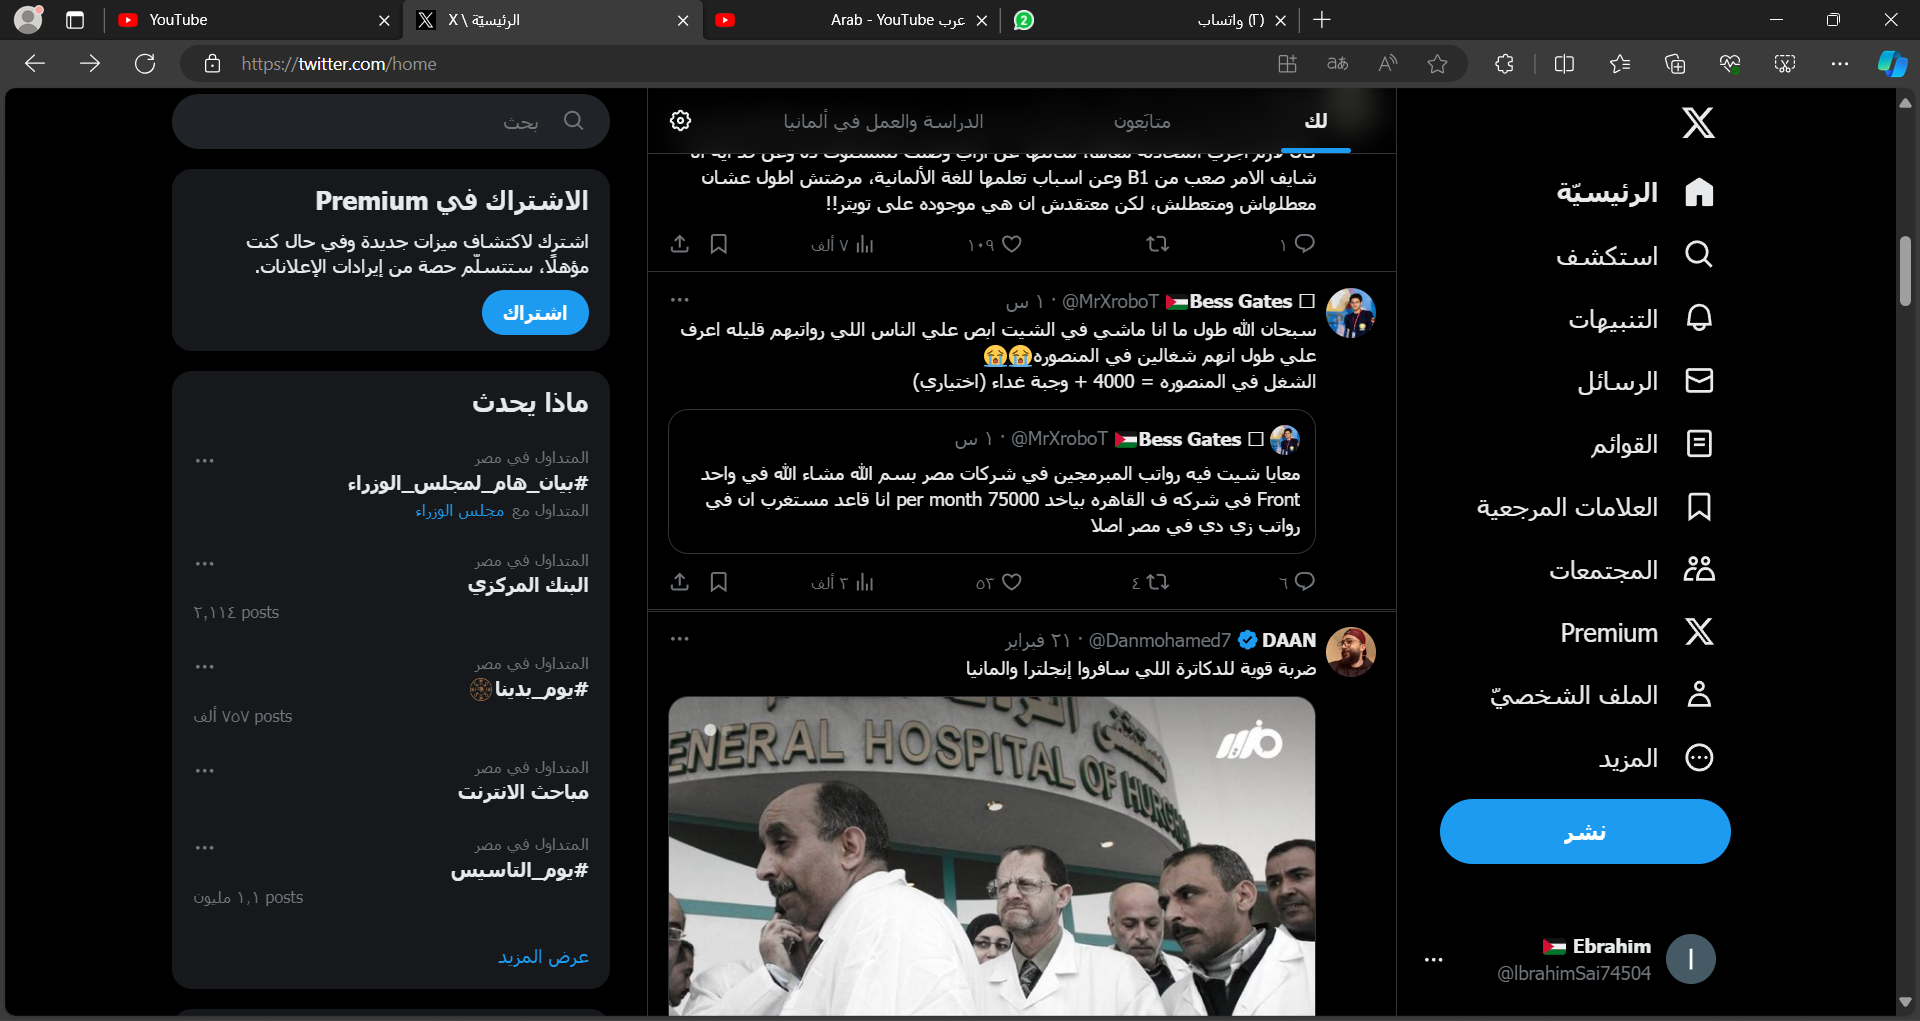 YouTube
X \ الرئيسيّة
عرب Arab - YouTube
(٢) واتساب
https://twitter.com/home
بحث
الاشتراك في Premium
اشترك لاكتشاف ميزات جديدة وفي حال كنت
مؤهلًا، ستتسلّم حصة من إيرادات الإعلانات.
اشتراك
ماذا يحدث
المتداول في مصر
#بيان_هام_لمجلس_الوزراء
المتداول مع مجلس الوزراء
المتداول في مصر
البنك المركزي
٢,١١٤ posts
المتداول في مصر
#يوم_بدينا
٧٥٧ ألف posts
المتداول في مصر
مباحث الانترنت
المتداول في مصر
#يوم_التاسيس
١,١ مليون posts
عرض المزيد
لك
متابَعون
الدراسة والعمل في ألمانيا
شايف الامر صعب من B1 وعن اسباب تعلمها للغة الألمانية، مرضتش اطول عشان
معطلهاش ومتعطلش، لكن معتقدش ان هي موجوده على تويتر!!
١
١٠٩
٧ ألف
Bess Gates @MrXroboT · ١ س
سبحان الله طول ما انا ماشي في الشيت ابص علي الناس اللي رواتبهم قليله اعرف
علي طول انهم شغالين في المنصوره😭😭
الشغل في المنصوره = 4000 + وجبة غداء (اختياري)
Bess Gates @MrXroboT · ١ س
معايا شيت فيه رواتب المبرمجين في شركات مصر بسم الله مشاء الله في واحد
Front في شركه ف القاهره بياخد 75000 per month انا قاعد مستغرب ان في
رواتب زي دي في مصر اصلا
٦
٤
٥٣
٣ ألف
DAAN @Danmohamed7 · ٢١ فبراير
ضربة قوية للدكاترة اللي سافروا إنجلترا والمانيا
GENERAL HOSPITAL OF HURG
الرئيسيّة
استكشف
التنبيهات
الرسائل
القوائم
العلامات المرجعية
المجتمعات
Premium
الملف الشخصيّ
المزيد
نشر
Ebrahim
@IbrahimSai74504